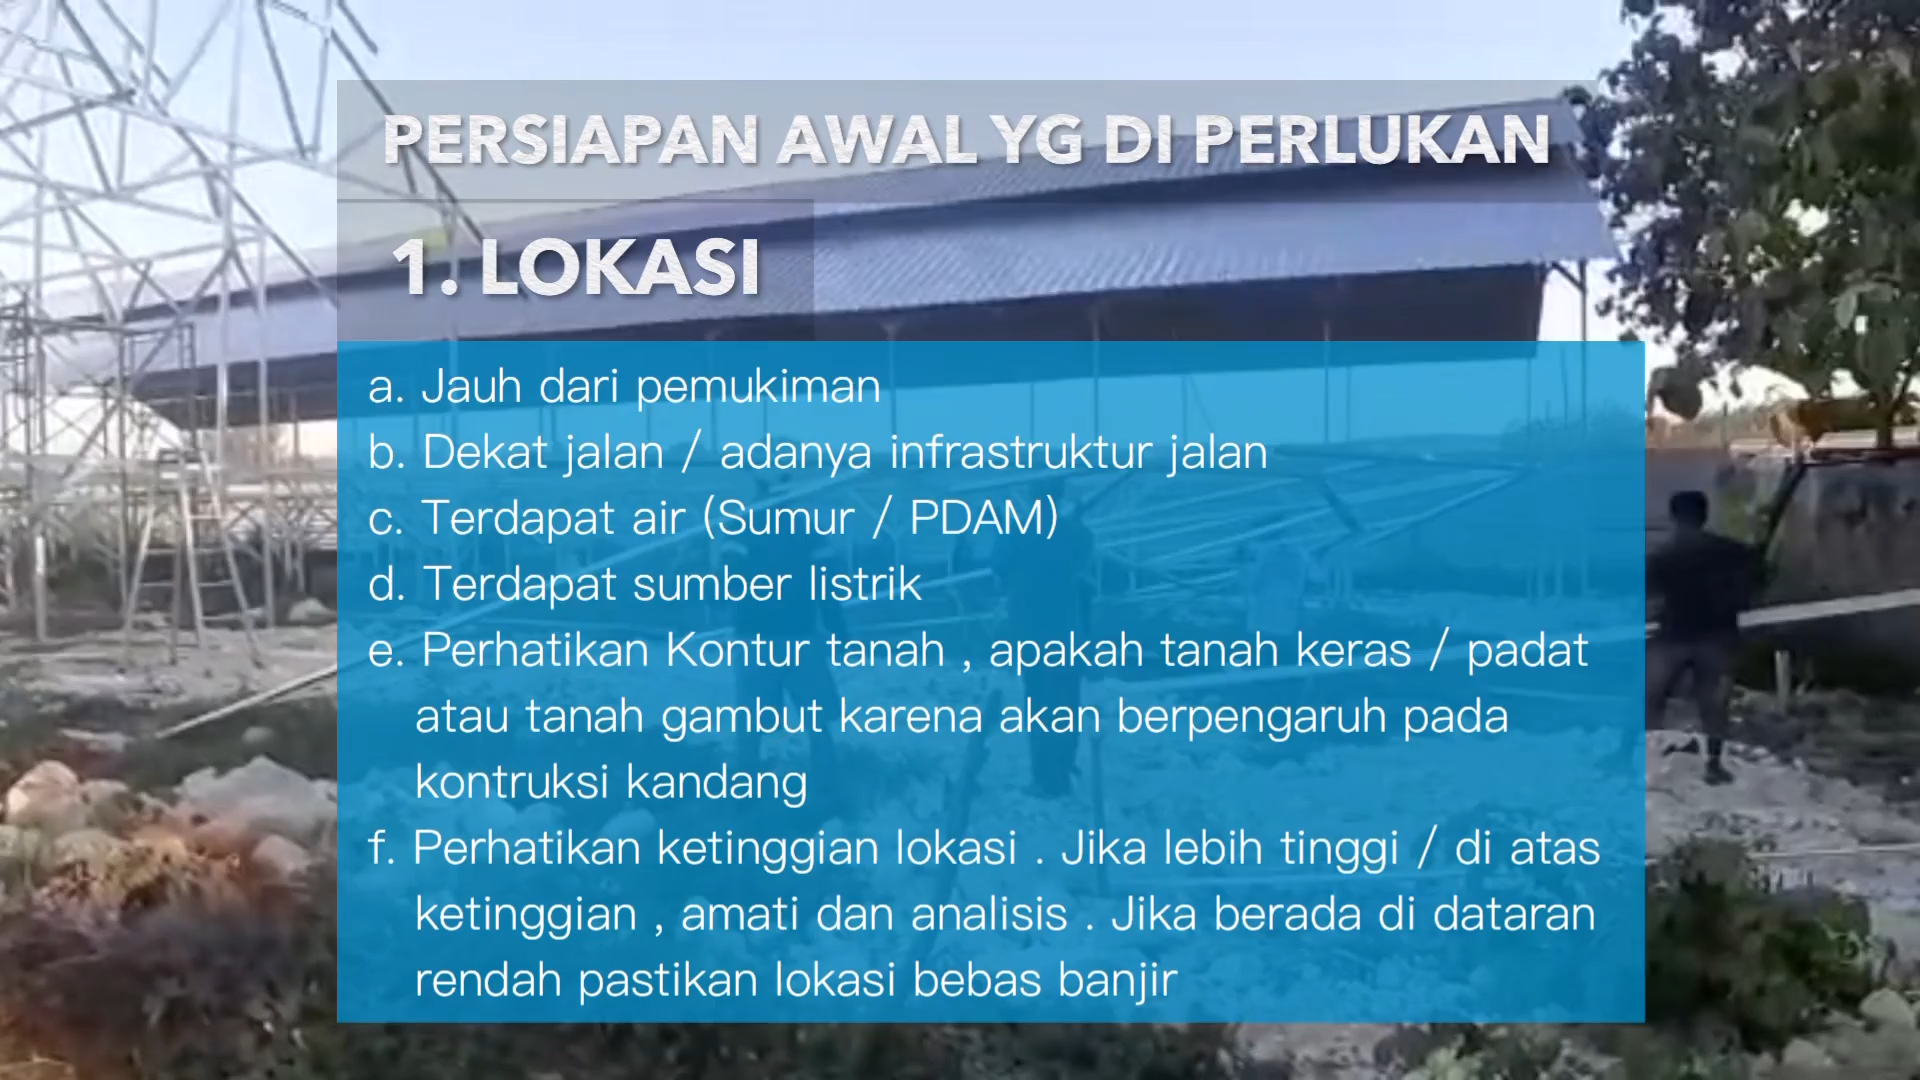 PERSIAPAN AWAL YG DI PERLUKAN
1. LOKASI
a. Jauh dari pemukiman
b. Dekat jalan / adanya infrastruktur jalan
c. Terdapat air (Sumur / PDAM)
d. Terdapat sumber listrik
e. Perhatikan Kontur tanah , apakah tanah keras / padat
atau tanah gambut karena akan berpengaruh pada
kontruksi kandang
f. Perhatikan ketinggian lokasi . Jika lebih tinggi / di atas
ketinggian , amati dan analisis . Jika berada di dataran
rendah pastikan lokasi bebas banjir